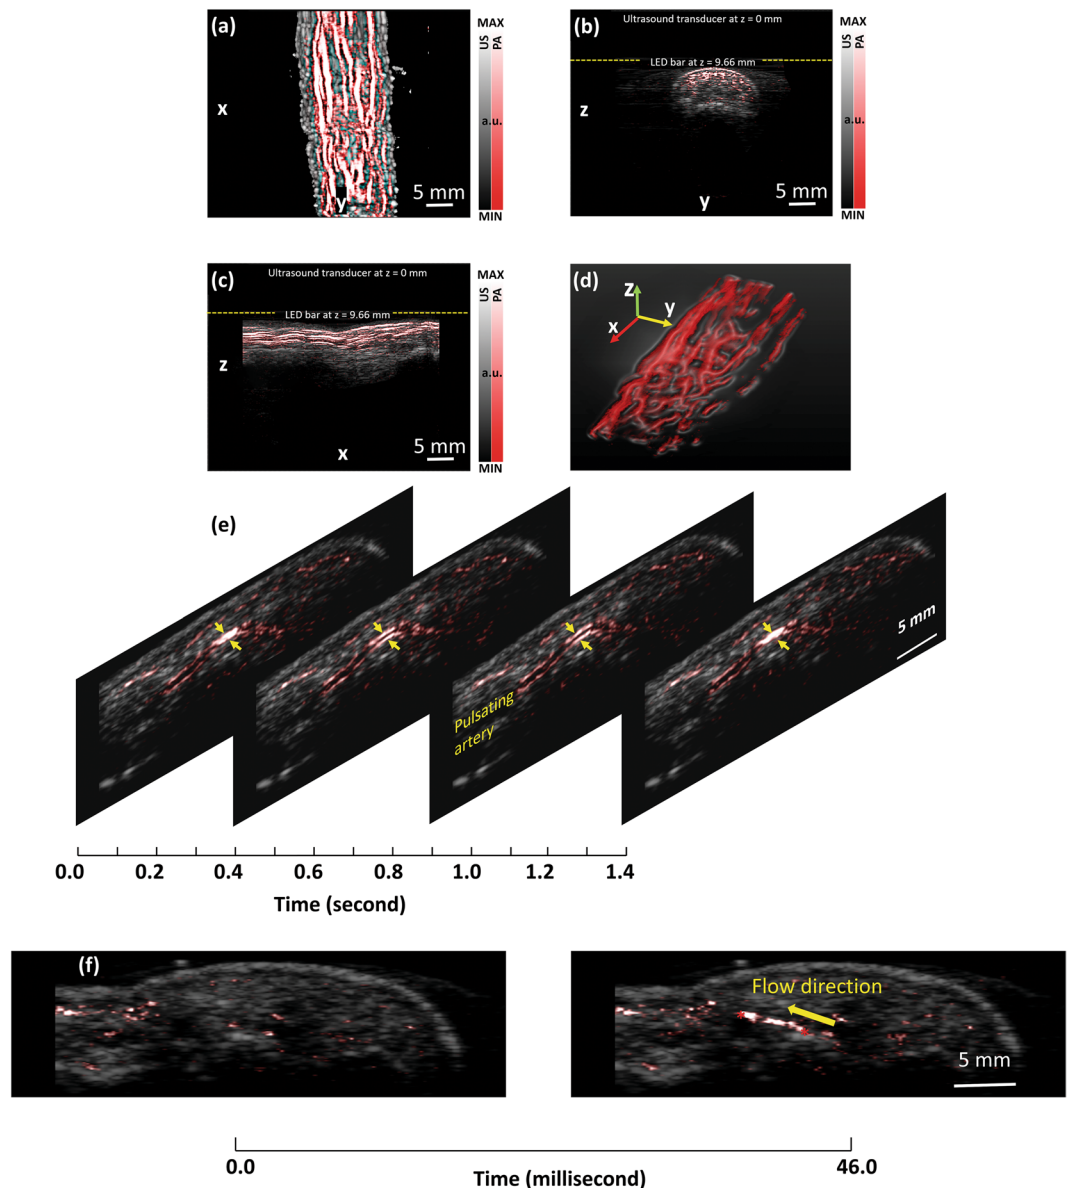 (a)
x
y
5 mm
MAX
US
PA
a.u.
MIN
(b)
Ultrasound transducer at z = 0 mm
LED bar at z = 9.66 mm
z
y
5 mm
MAX
US
PA
a.u.
MIN
(c)
Ultrasound transducer at z = 0 mm
LED bar at z = 9.66 mm
z
x
5 mm
MAX
US
PA
a.u.
MIN
(d)
z
y
x
(e)
Pulsating
artery
5 mm
0.0 0.2 0.4 0.6 0.8 1.0 1.2 1.4
Time (second)
(f)
Flow direction
5 mm
0.0 46.0
Time (millisecond)